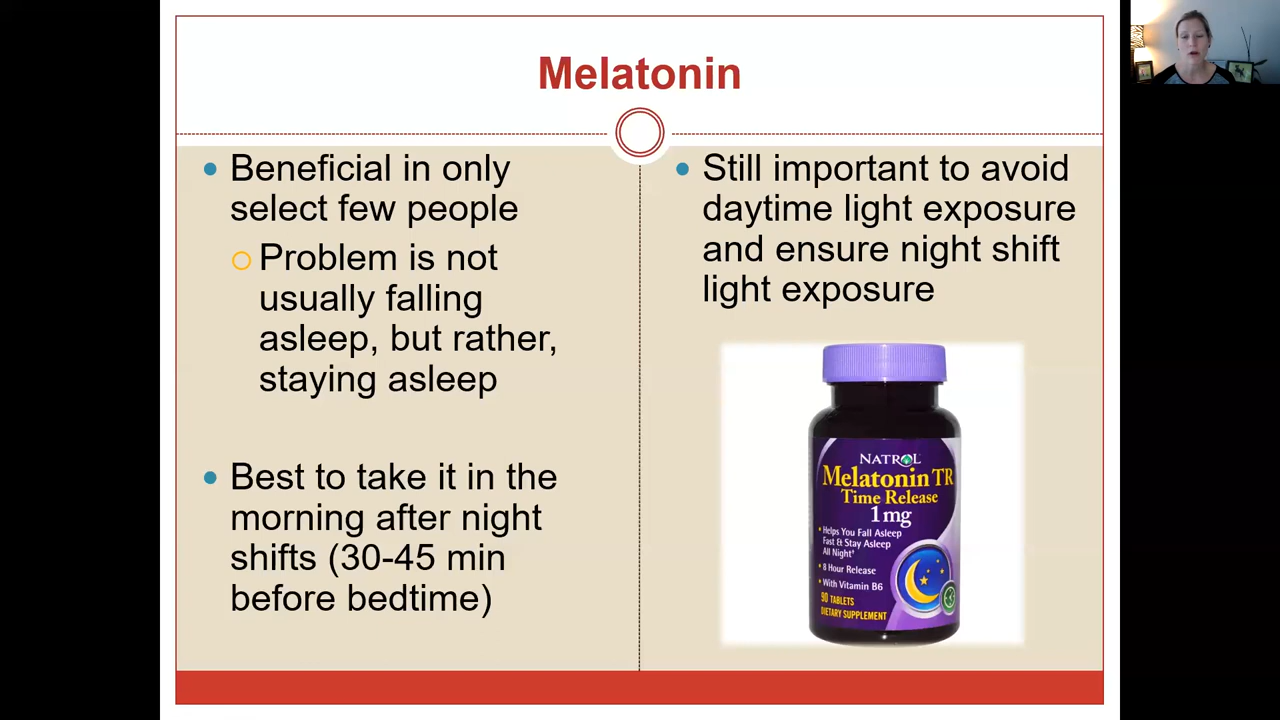 Melatonin
Beneficial in only
select few people
Problem is not
usually falling
asleep, but rather,
staying asleep
Best to take it in the
morning after night
shifts (30-45 min
before bedtime)
Still important to avoid
daytime light exposure
and ensure night shift
light exposure
NATROL
Melatonin TR
Time Release
1 mg
Helps You Fall Asleep
Fast & Stay Asleep
All Night†
8 Hour Release
With Vitamin B6
90 TABLETS
DIETARY SUPPLEMENT